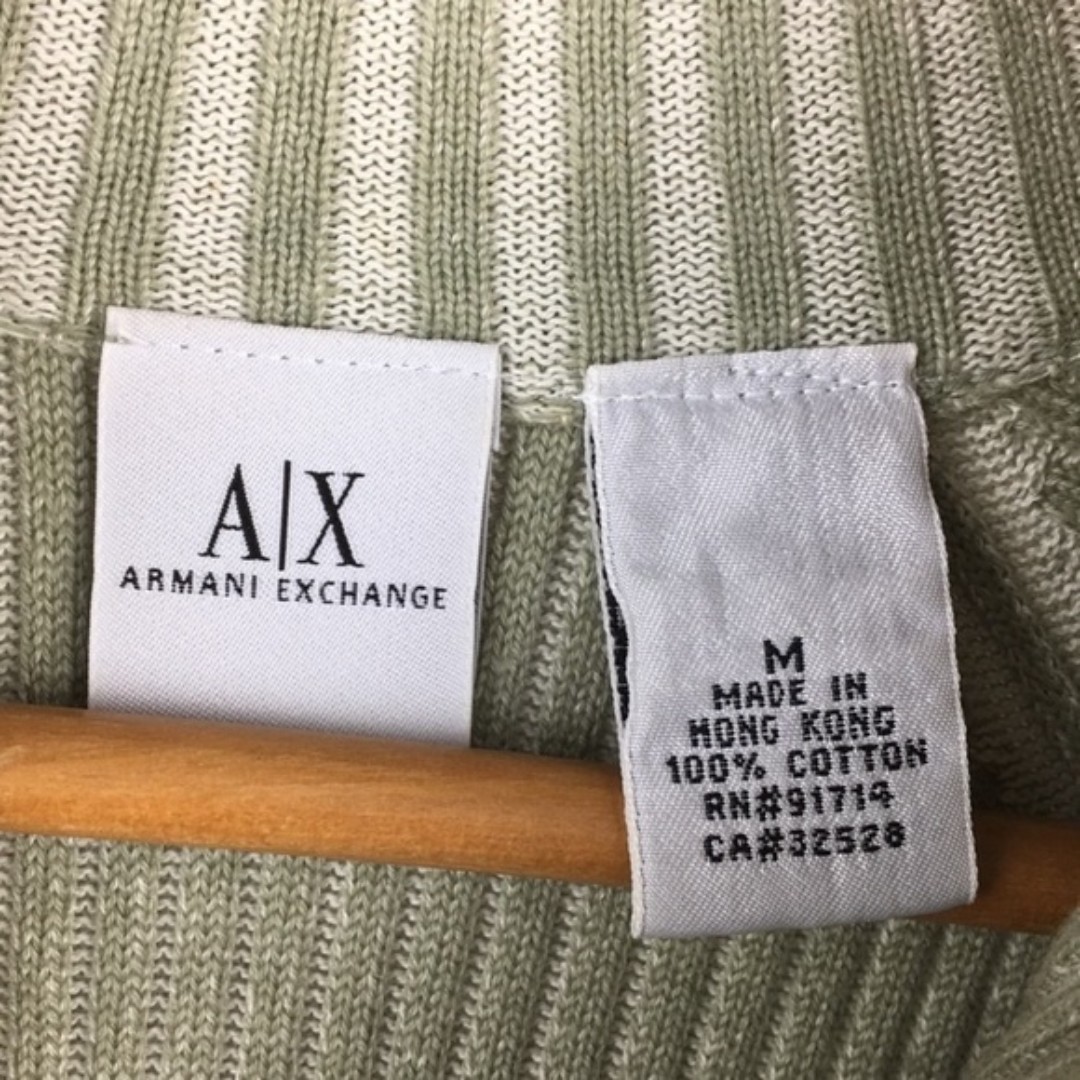 A|X
ARMANI EXCHANGE
M
MADE IN
HONG KONG
100% COTTON
RN#91714
CA#32528